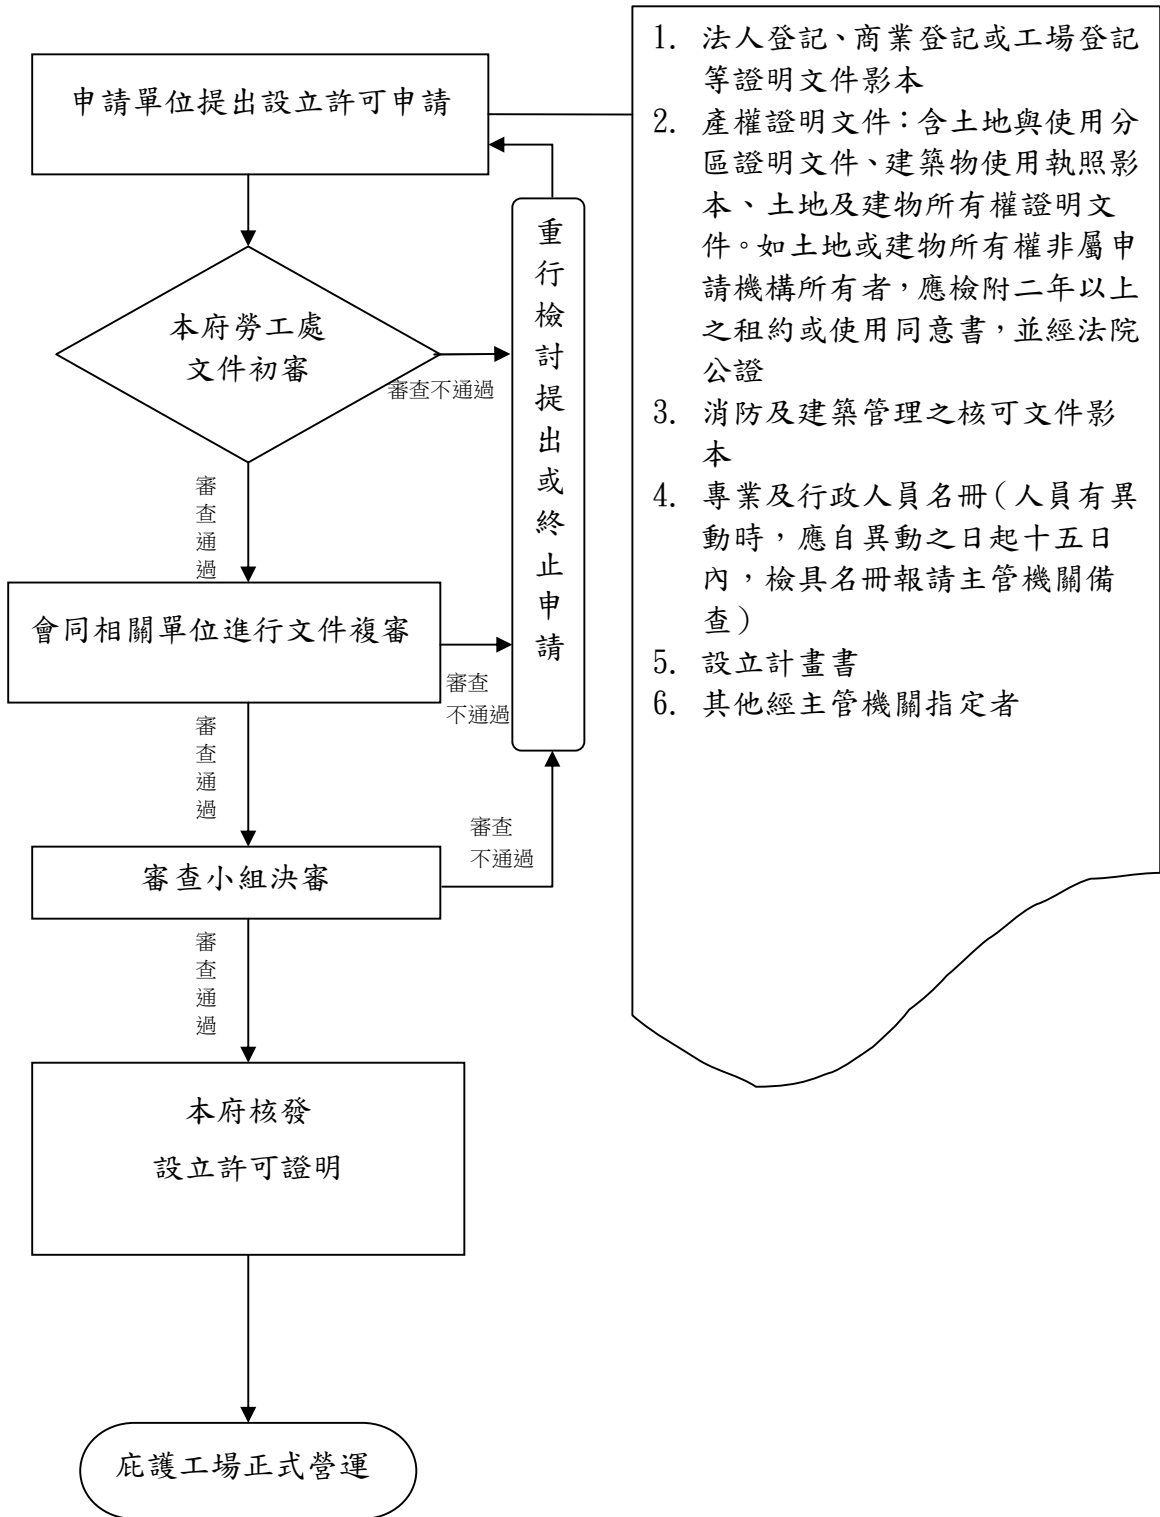 申請單位提出設立許可申請
本府勞工處
文件初審
審查不通過
審查通過
會同相關單位進行文件複審
審查
不通過
審查通過
審查小組決審
審查
不通過
審查通過
本府核發
設立許可證明
庇護工場正式營運
重行檢討提出或終止申請
1. 法人登記、商業登記或工場登記
等證明文件影本
2. 產權證明文件：含土地與使用分
區證明文件、建築物使用執照影
本、土地及建物所有權證明文
件。如土地或建物所有權非屬申
請機構所有者，應檢附二年以上
之租約或使用同意書，並經法院
公證
3. 消防及建築管理之核可文件影
本
4. 專業及行政人員名冊(人員有異
動時，應自異動之日起十五日
內，檢具名冊報請主管機關備
查)
5. 設立計畫書
6. 其他經主管機關指定者